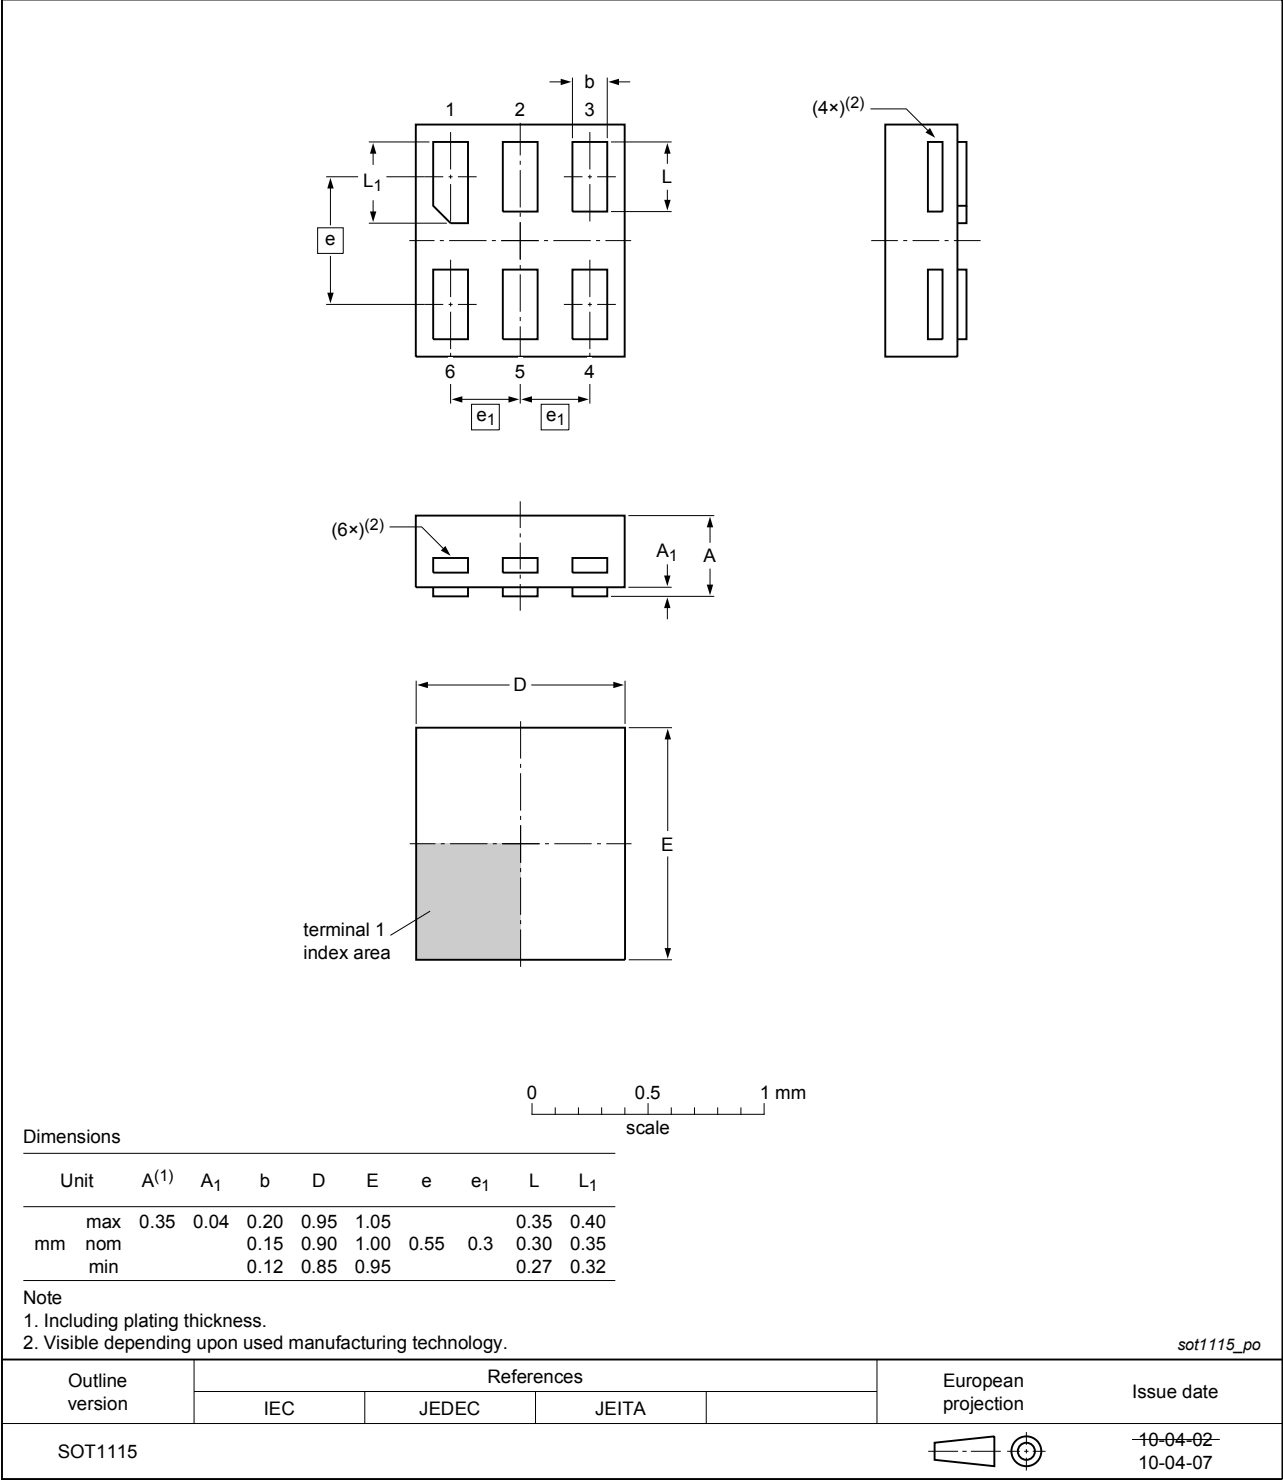 b
1 2 3
(4×)(2)
L1
L
e
6 5 4
e1 e1
(6×)(2)
A1
A
D
E
terminal 1
index area
0 0.5 1 mm
scale
Dimensions
Unit A(1) A1 b D E e e1 L L1
max 0.35 0.04 0.20 0.95 1.05 0.35 0.40
mm nom 0.15 0.90 1.00 0.55 0.3 0.30 0.35
min 0.12 0.85 0.95 0.27 0.32
Note
1. Including plating thickness.
2. Visible depending upon used manufacturing technology.
sot1115_po
Outline
version
References
IEC JEDEC JEITA
European
projection
Issue date
SOT1115
10-04-02
10-04-07